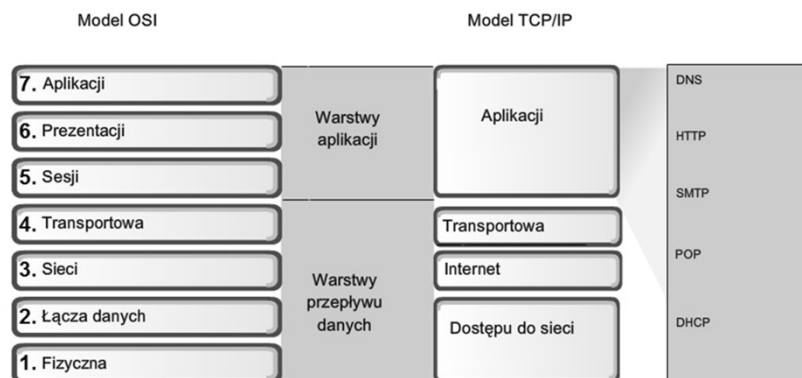 Model OSI
Model TCP/IP
7. Aplikacji
6. Prezentacji
5. Sesji
4. Transportowa
3. Sieci
2. Łącza danych
1. Fizyczna
Warstwy
aplikacji
Warstwy
przepływu
danych
Aplikacji
Transportowa
Internet
Dostępu do sieci
DNS
HTTP
SMTP
POP
DHCP